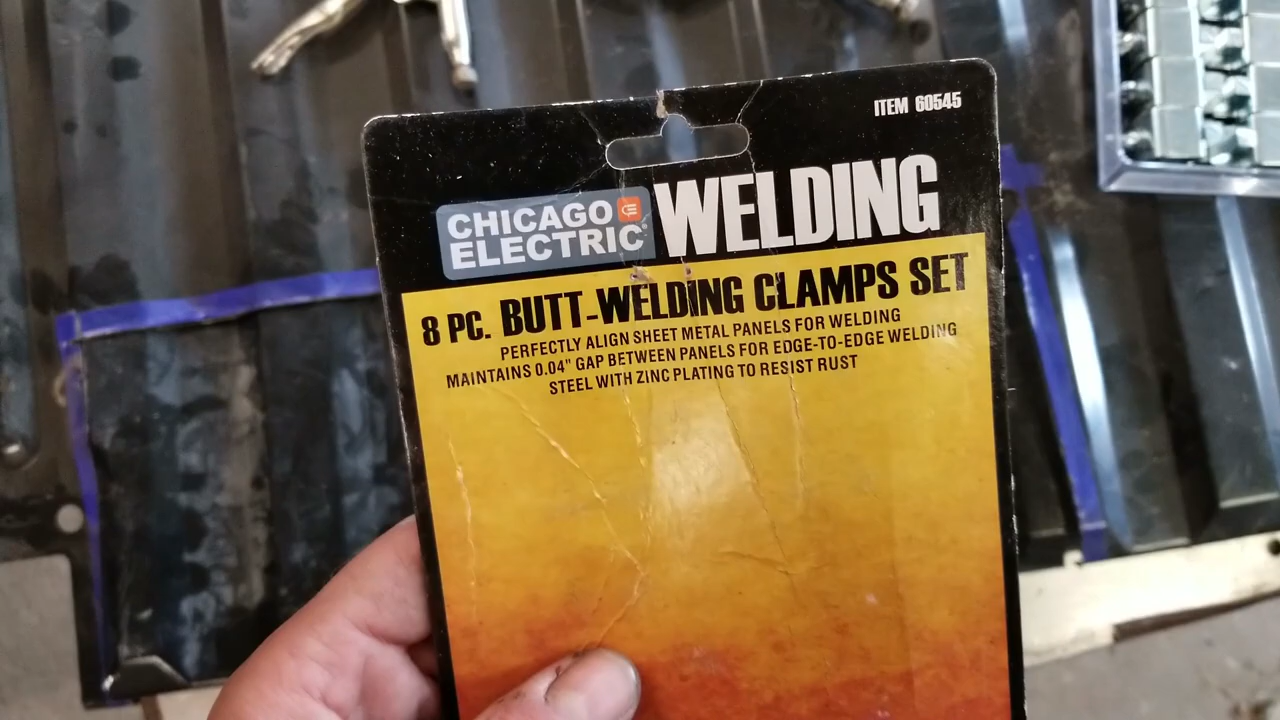 ITEM 60545
CHICAGO ELECTRIC® WELDING
8 PC. BUTT-WELDING CLAMPS SET
PERFECTLY ALIGN SHEET METAL PANELS FOR WELDING
MAINTAINS 0.04" GAP BETWEEN PANELS FOR EDGE-TO-EDGE WELDING
STEEL WITH ZINC PLATING TO RESIST RUST